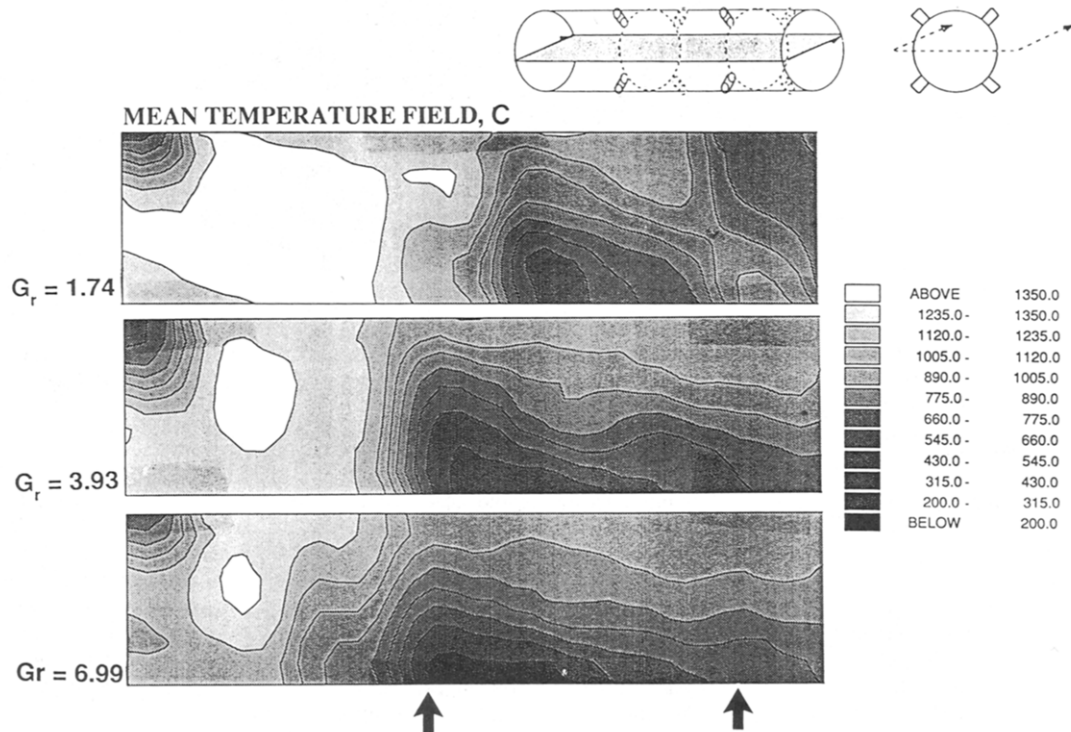 MEAN TEMPERATURE FIELD, C
G_r = 1.74
G_r = 3.93
Gr = 6.99
ABOVE 1350.0
1235.0 - 1350.0
1120.0 - 1235.0
1005.0 - 1120.0
890.0 - 1005.0
775.0 - 890.0
660.0 - 775.0
545.0 - 660.0
430.0 - 545.0
315.0 - 430.0
200.0 - 315.0
BELOW 200.0